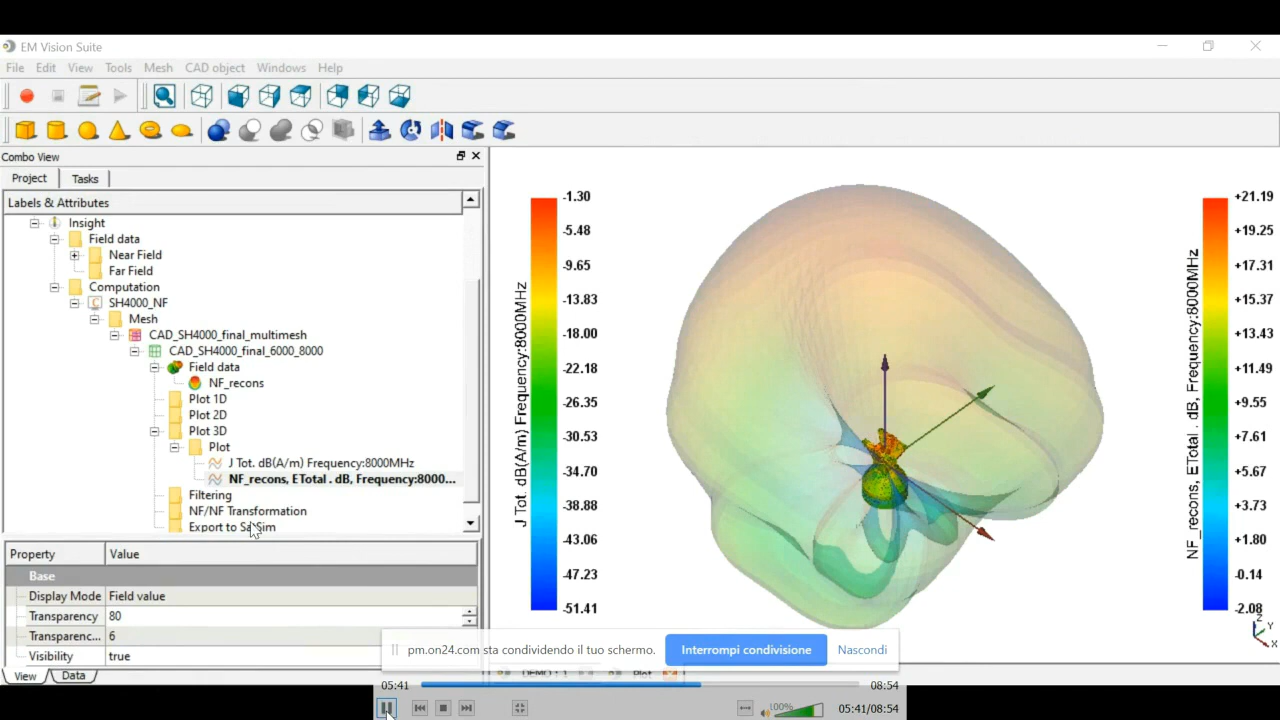 EM Vision Suite
File Edit View Tools Mesh CAD object Windows Help
Combo View
Project Tasks
Labels & Attributes
Insight
Field data
Near Field
Far Field
Computation
SH4000_NF
Mesh
CAD_SH4000_final_multimesh
CAD_SH4000_final_6000_8000
Field data
NF_recons
Plot 1D
Plot 2D
Plot 3D
Plot
J Tot. dB(A/m) Frequency:8000MHz
NF_recons, ETotal . dB, Frequency:8000...
Filtering
NF/NF Transformation
Export to
Property Value
Base
Display Mode Field value
Transparency 80
Transparenc... 6
Visibility true
View Data
J Tot. dB(A/m) Frequency:8000MHz
-1.30
-5.48
-9.65
-13.83
-18.00
-22.18
-26.35
-30.53
-34.70
-38.88
-43.06
-47.23
-51.41
NF_recons, ETotal . dB, Frequency:8000MHz
+21.19
+19.25
+17.31
+15.37
+13.43
+11.49
+9.55
+7.61
+5.67
+3.73
+1.80
-0.14
-2.08
Z
Y
X
pm.on24.com sta condividendo il tuo schermo. Interrompi condivisione Nascondi
05:41 08:54
100% 05:41/08:54